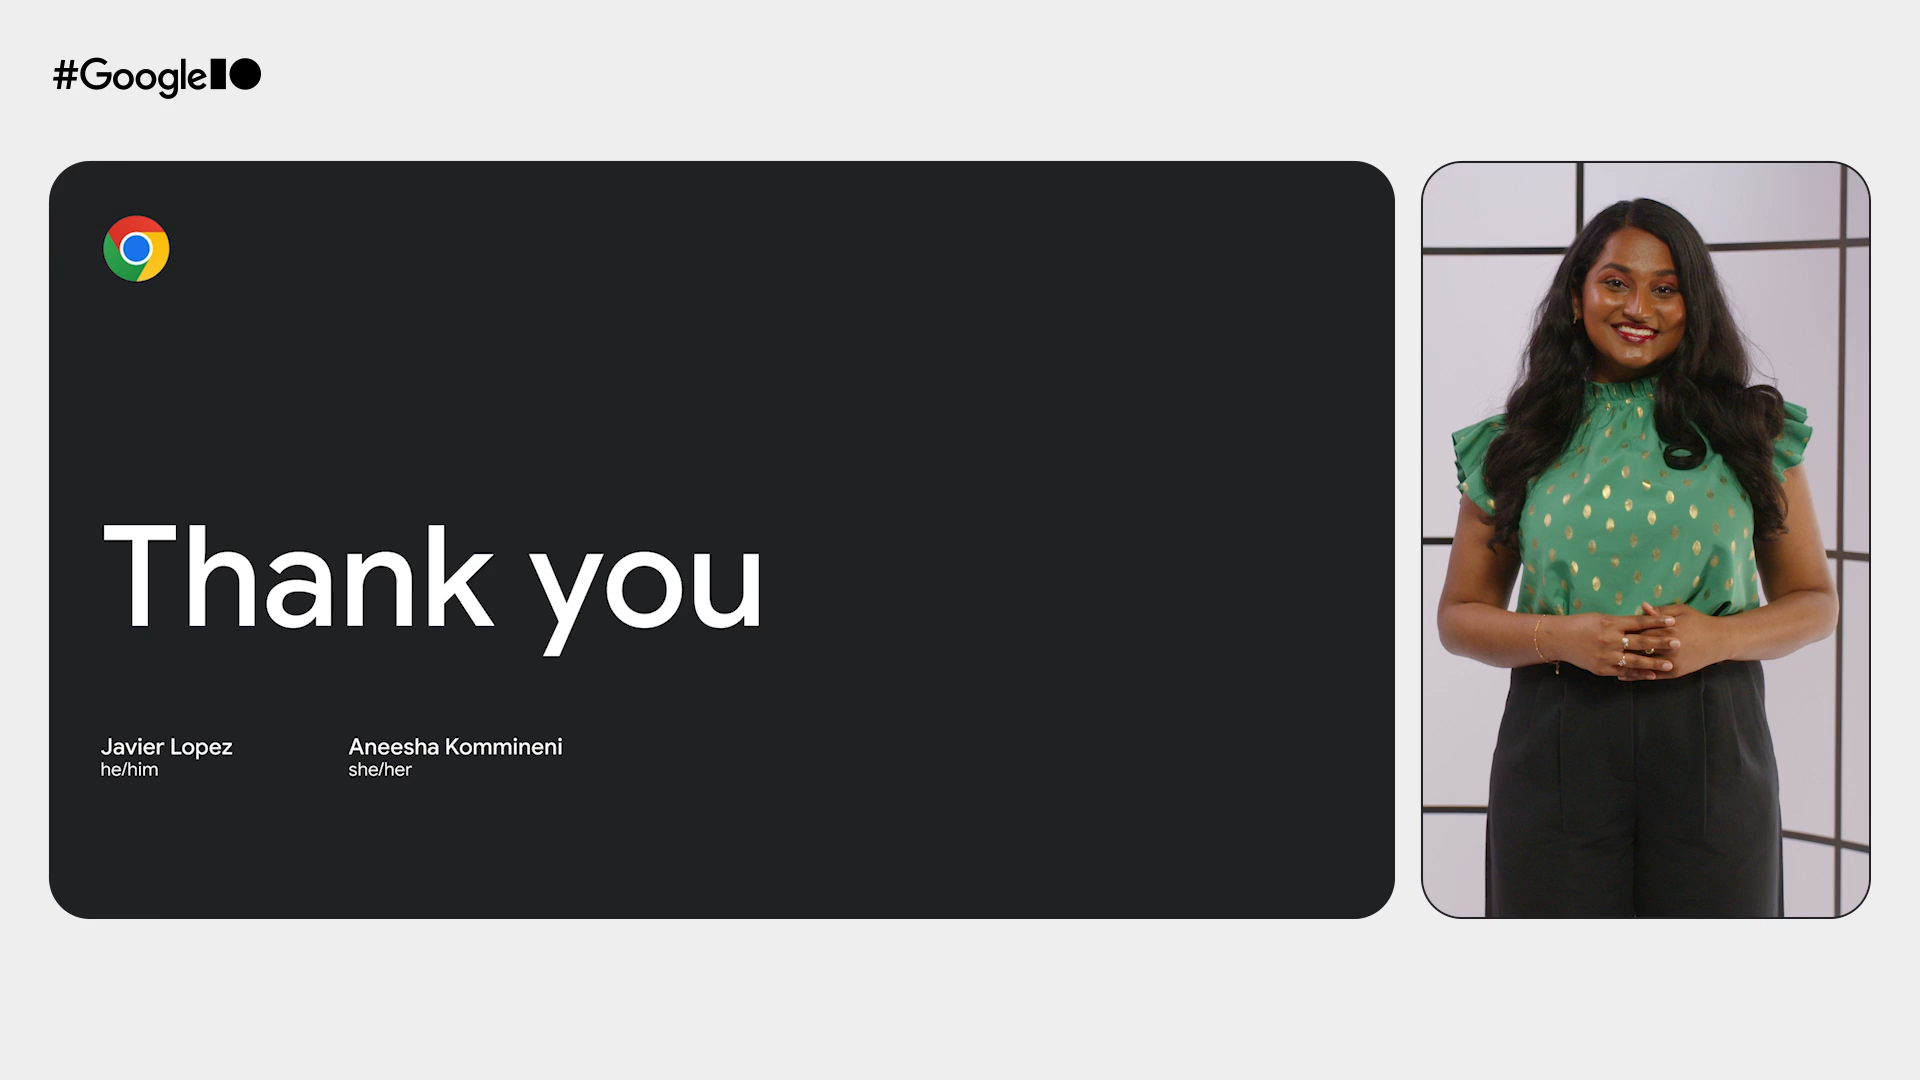 #GoogleIO
Thank you
Javier Lopez
he/him
Aneesha Kommineni
she/her